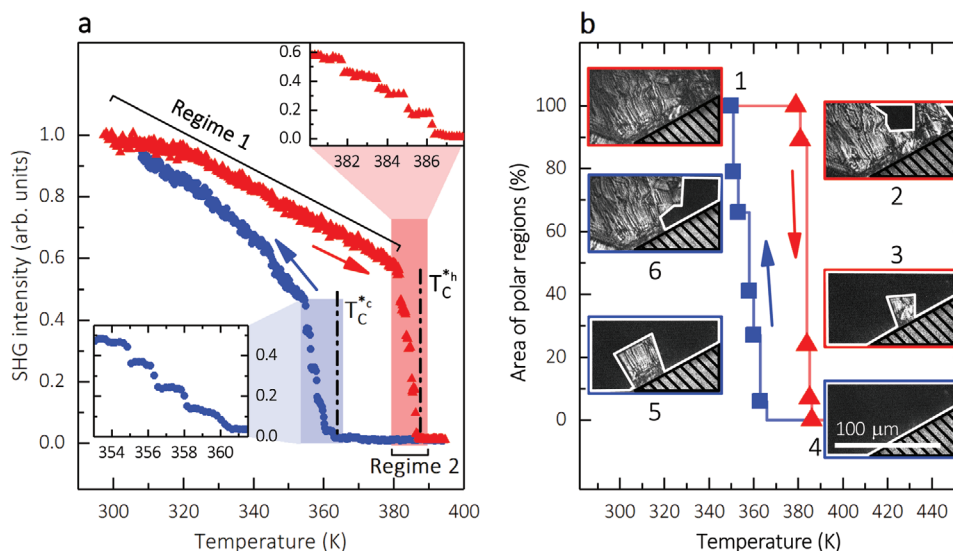 a
b
0.6
0.4
0.2
0.0
382 384 386
Regime 1
1.0
0.8
0.6
0.4
0.2
0.0
SHG intensity (arb. units)
T_C^{*c}
T_C^{*h}
0.4
0.2
0.0
354 356 358 360
Regime 2
300 320 340 360 380 400
Temperature (K)
100
80
60
40
20
0
Area of polar regions (%)
1
2
3
6
5
4
100 μm
300 320 340 360 380 400 420 440
Temperature (K)